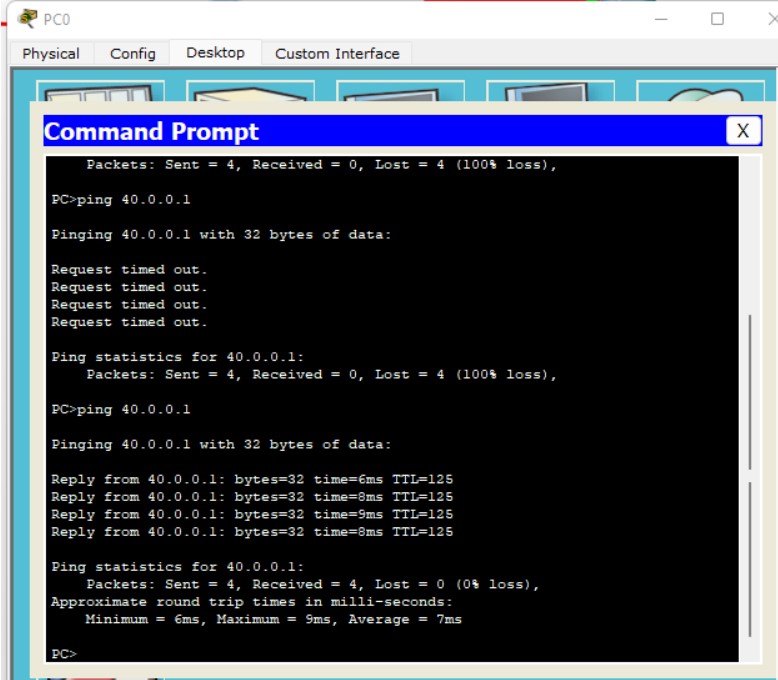 PC0
Physical Config Desktop Custom Interface
Command Prompt
X
Packets: Sent = 4, Received = 0, Lost = 4 (100% loss),
PC>ping 40.0.0.1
Pinging 40.0.0.1 with 32 bytes of data:
Request timed out.
Request timed out.
Request timed out.
Request timed out.
Ping statistics for 40.0.0.1:
Packets: Sent = 4, Received = 0, Lost = 4 (100% loss),
PC>ping 40.0.0.1
Pinging 40.0.0.1 with 32 bytes of data:
Reply from 40.0.0.1: bytes=32 time=6ms TTL=125
Reply from 40.0.0.1: bytes=32 time=8ms TTL=125
Reply from 40.0.0.1: bytes=32 time=9ms TTL=125
Reply from 40.0.0.1: bytes=32 time=8ms TTL=125
Ping statistics for 40.0.0.1:
Packets: Sent = 4, Received = 4, Lost = 0 (0% loss),
Approximate round trip times in milli-seconds:
Minimum = 6ms, Maximum = 9ms, Average = 7ms
PC>